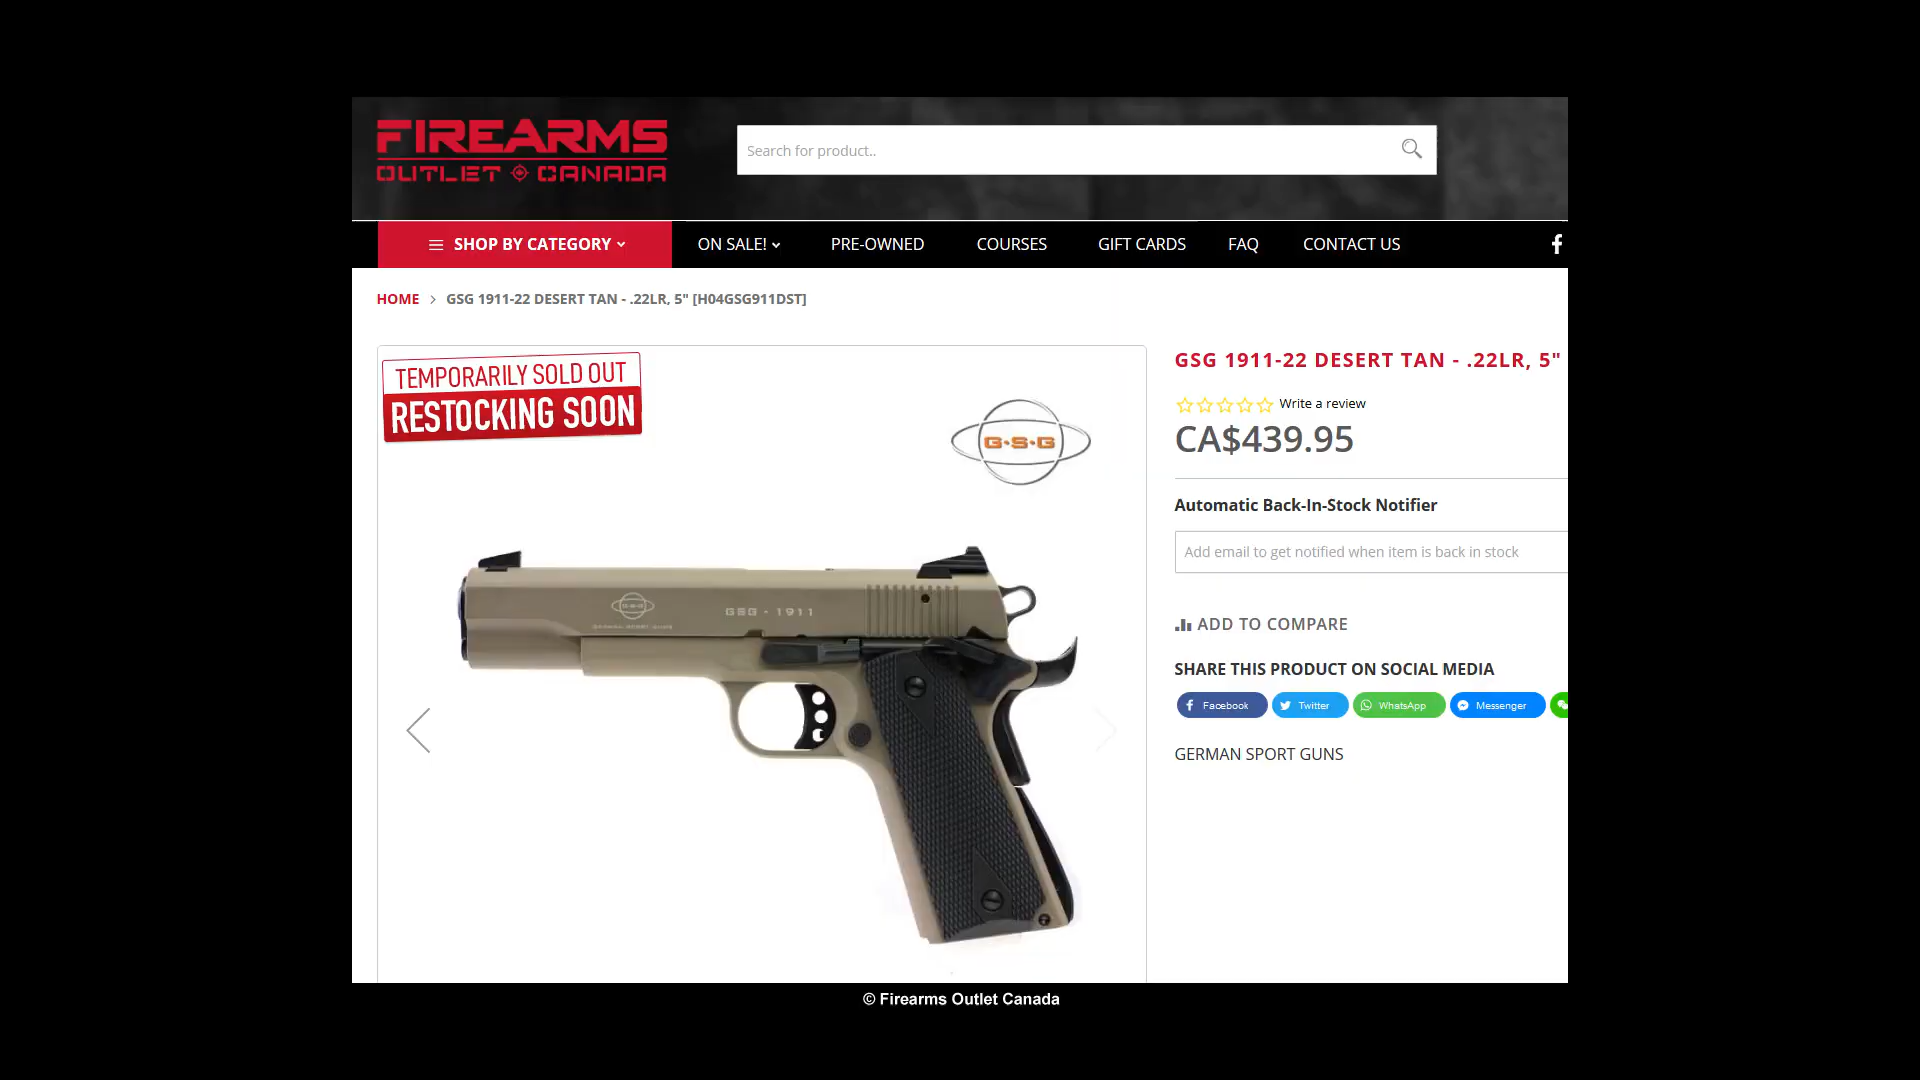 FIREARMS
OUTLET CANADA
Search for product..
SHOP BY CATEGORY
ON SALE!
PRE-OWNED
COURSES
GIFT CARDS
FAQ
CONTACT US
HOME > GSG 1911-22 DESERT TAN - .22LR, 5" [H04GSG911DST]
TEMPORARILY SOLD OUT
RESTOCKING SOON
G·S·G
GSG
GSG - 1911
GSG 1911-22 DESERT TAN - .22LR, 5"
Write a review
CA$439.95
Automatic Back-In-Stock Notifier
Add email to get notified when item is back in stock
ADD TO COMPARE
SHARE THIS PRODUCT ON SOCIAL MEDIA
Facebook
Twitter
WhatsApp
Messenger
GERMAN SPORT GUNS
© Firearms Outlet Canada